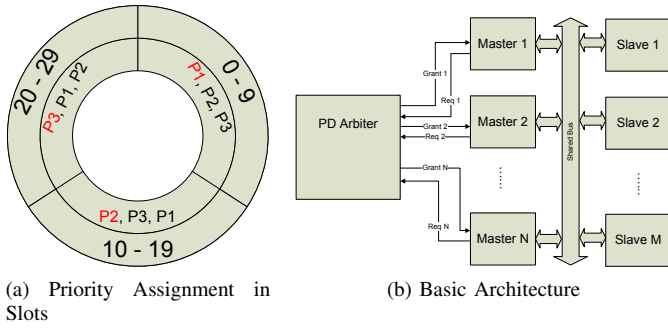 20 - 29
P3, P1, P2
0 - 9
P1, P2, P3
P2, P3, P1
10 - 19
(a) Priority Assignment in
Slots
PD Arbiter
Grant 1
Req 1
Grant 2
Req 2
Grant N
Req N
Master 1
Master 2
......
Master N
Shared Bus
Slave 1
Slave 2
......
Slave M
(b) Basic Architecture